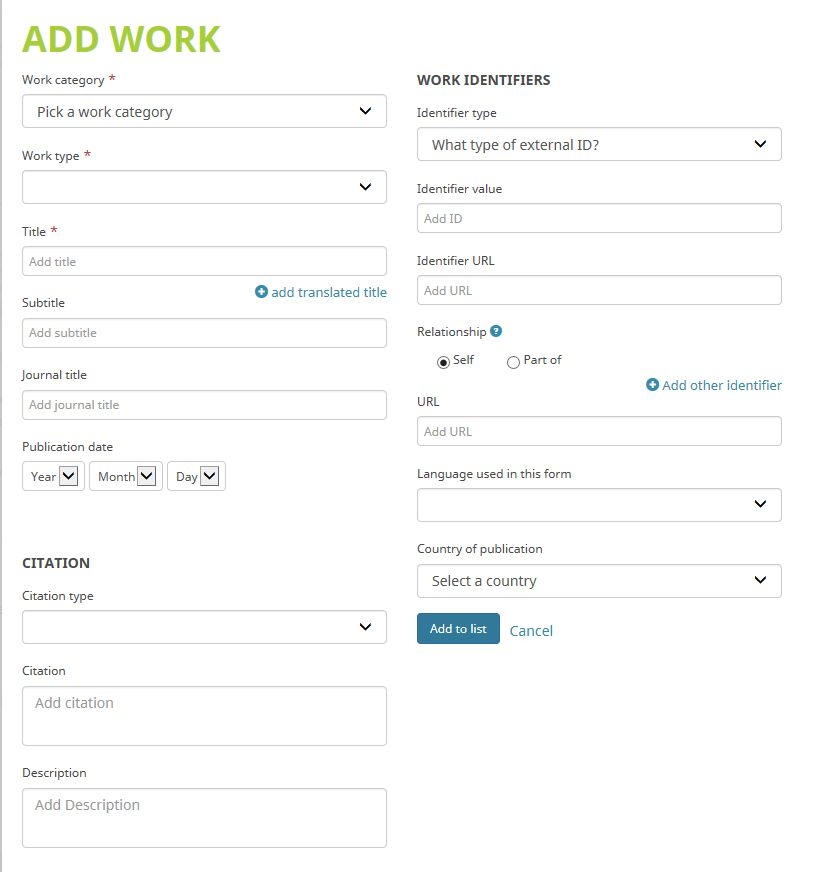 ADD WORK
Work category *
Pick a work category
Work type *
Title *
Add title
add translated title
Subtitle
Add subtitle
Journal title
Add journal title
Publication date
Year Month Day
CITATION
Citation type
Citation
Add citation
Description
Add Description
WORK IDENTIFIERS
Identifier type
What type of external ID?
Identifier value
Add ID
Identifier URL
Add URL
Relationship ?
Self Part of
Add other identifier
URL
Add URL
Language used in this form
Country of publication
Select a country
Add to list Cancel